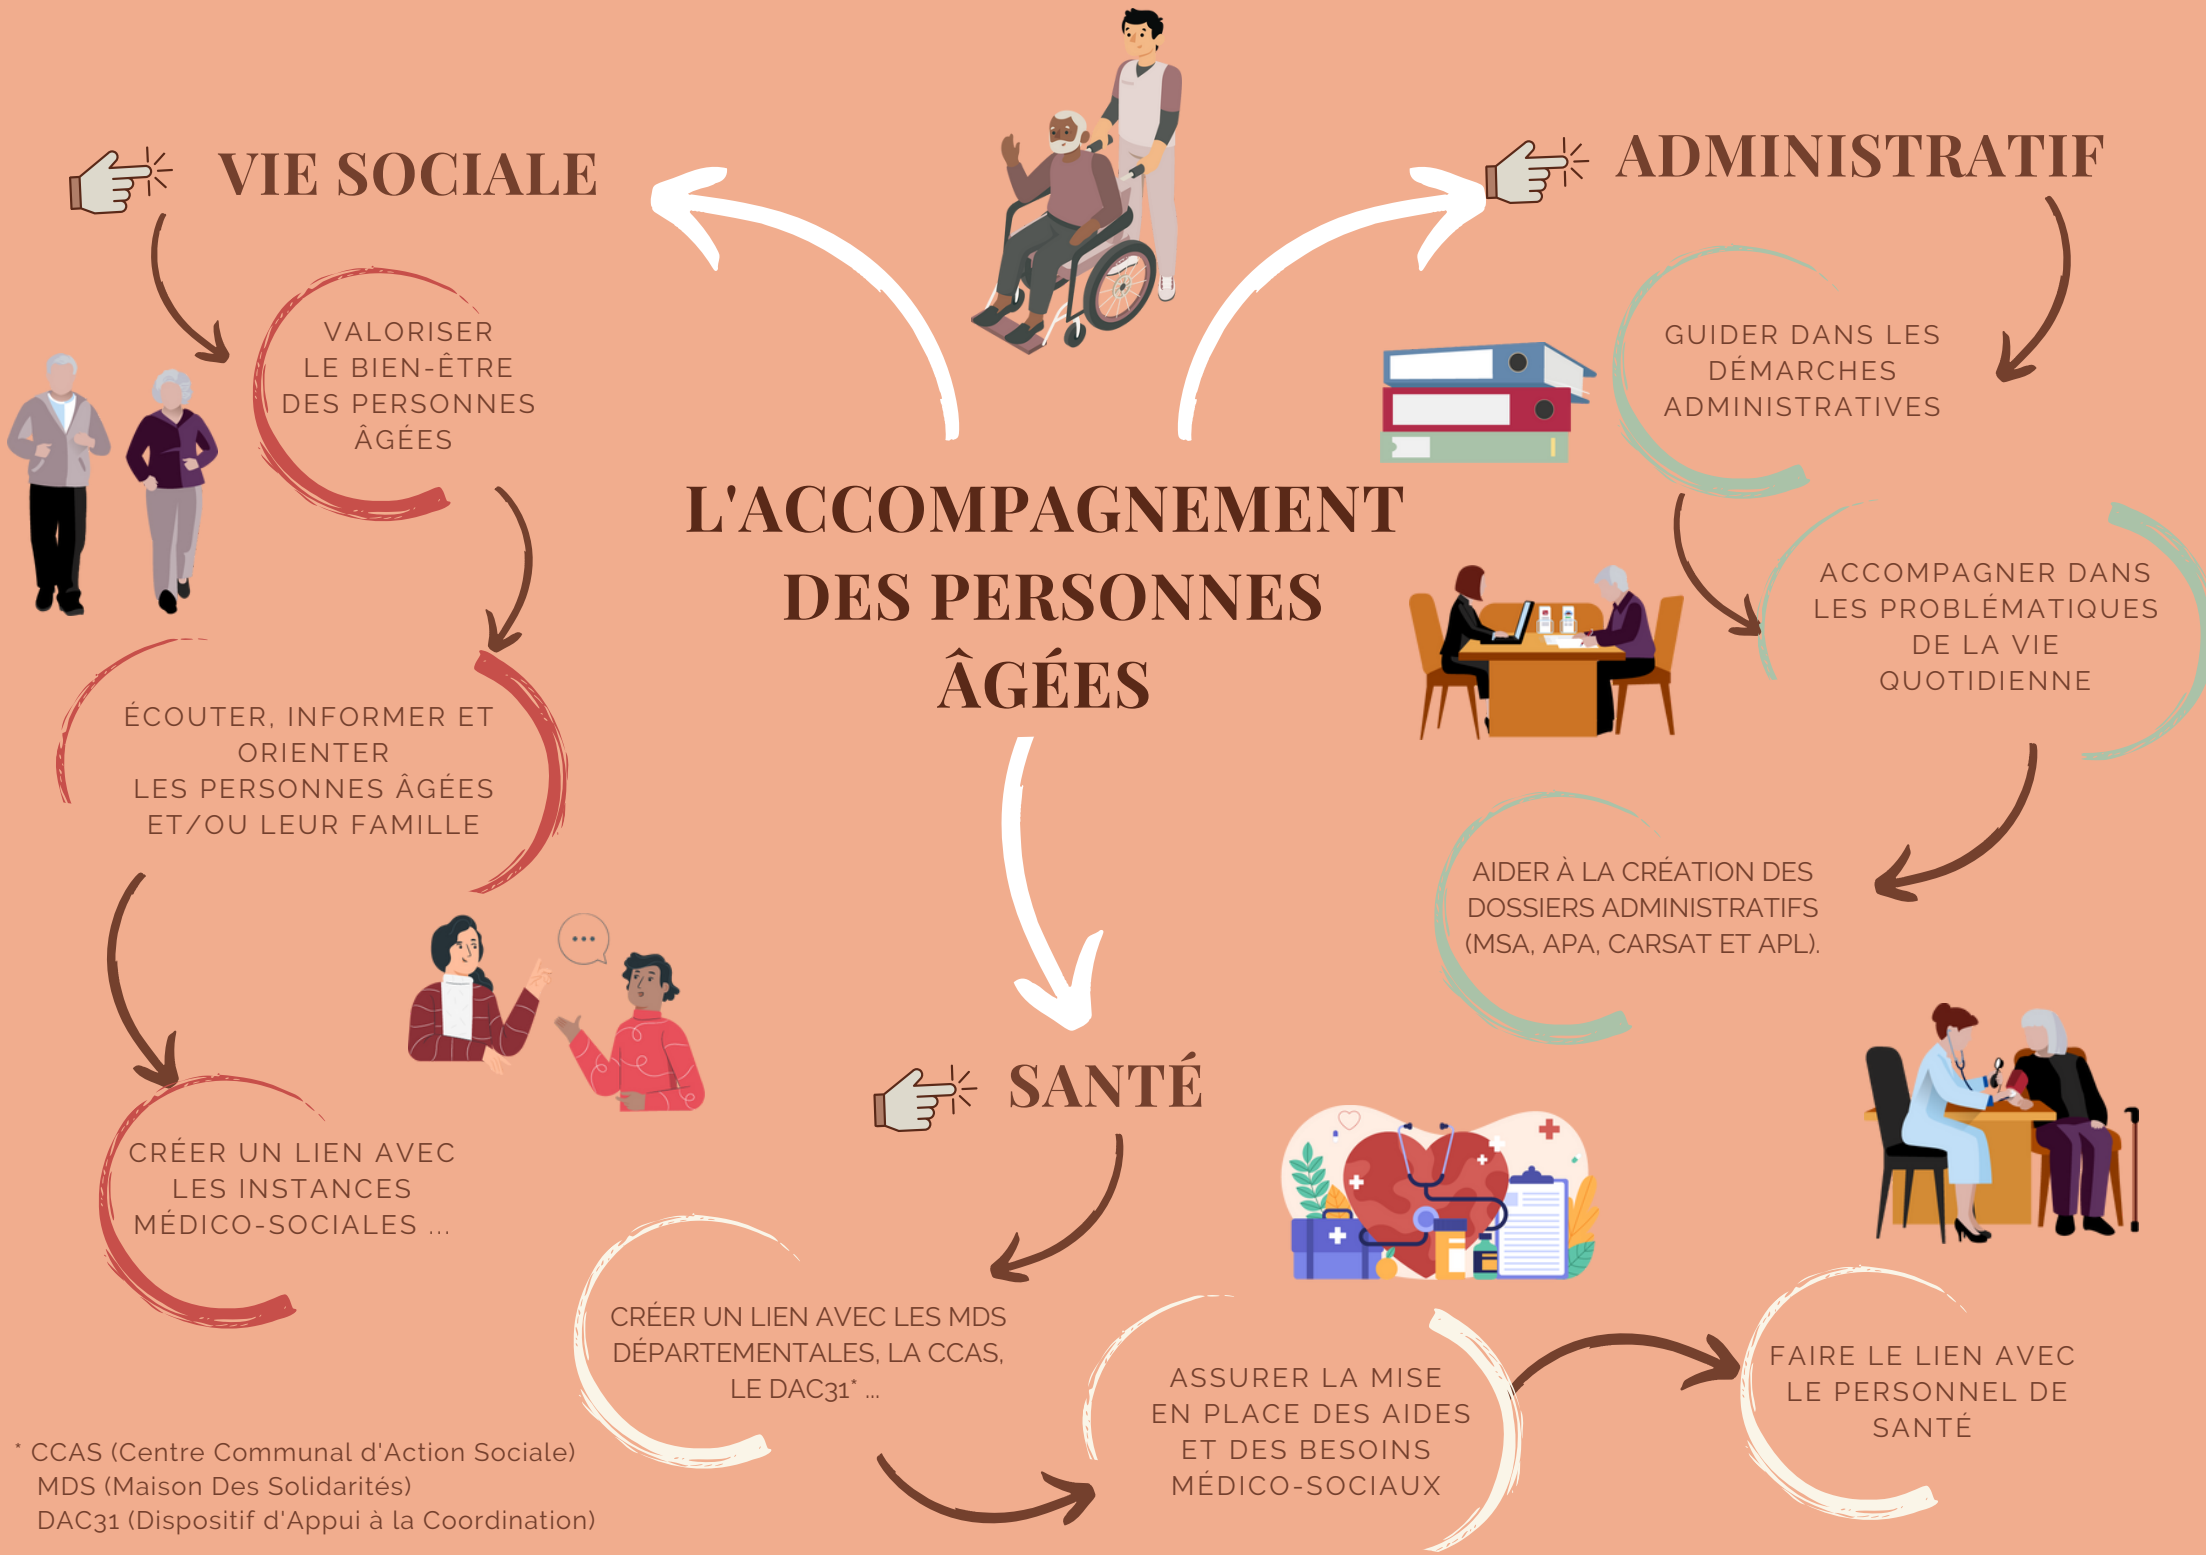 VIE SOCIALE
VALORISER
LE BIEN-ÊTRE
DES PERSONNES
ÂGÉES
ÉCOUTER, INFORMER ET
ORIENTER
LES PERSONNES ÂGÉES
ET/OU LEUR FAMILLE
CRÉER UN LIEN AVEC
LES INSTANCES
MÉDICO-SOCIALES ...
L'ACCOMPAGNEMENT
DES PERSONNES
ÂGÉES
ADMINISTRATIF
GUIDER DANS LES
DÉMARCHES
ADMINISTRATIVES
ACCOMPAGNER DANS
LES PROBLÉMATIQUES
DE LA VIE
QUOTIDIENNE
AIDER À LA CRÉATION DES
DOSSIERS ADMINISTRATIFS
(MSA, APA, CARSAT ET APL).
SANTÉ
CRÉER UN LIEN AVEC LES MDS
DÉPARTEMENTALES, LA CCAS,
LE DAC31* ...
ASSURER LA MISE
EN PLACE DES AIDES
ET DES BESOINS
MÉDICO-SOCIAUX
FAIRE LE LIEN AVEC
LE PERSONNEL DE
SANTÉ
* CCAS (Centre Communal d'Action Sociale)
MDS (Maison Des Solidarités)
DAC31 (Dispositif d'Appui à la Coordination)